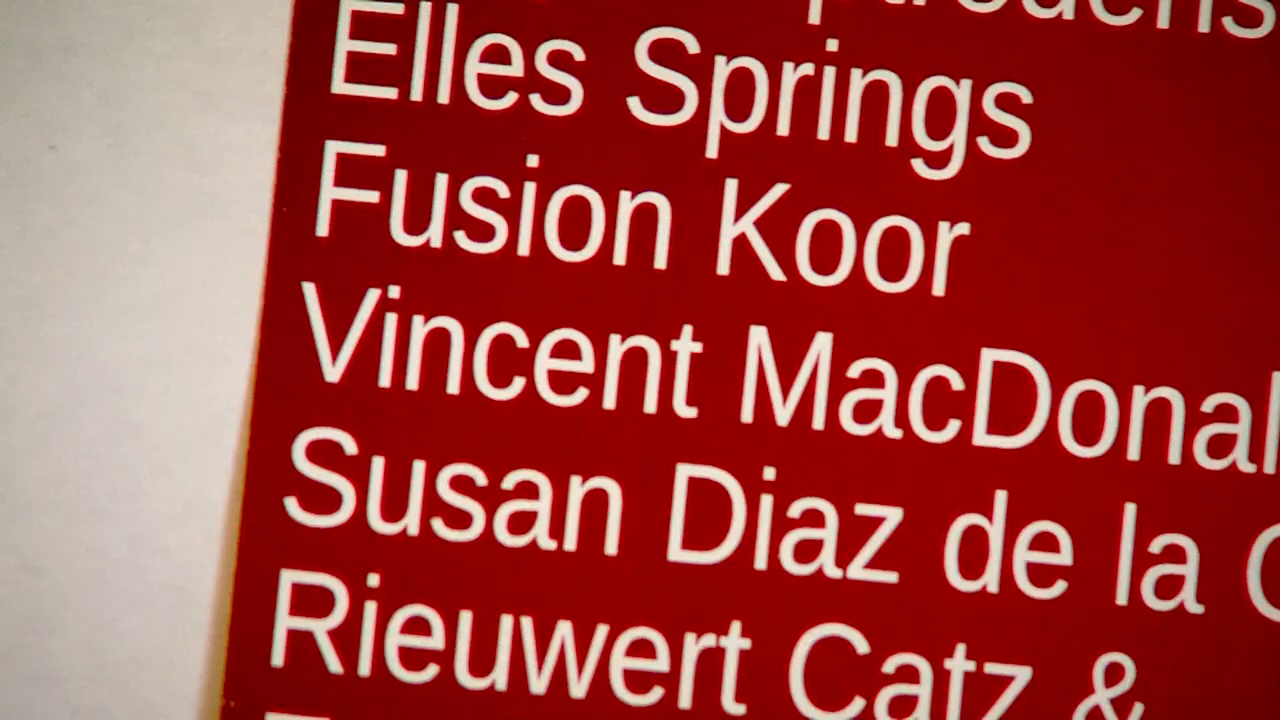 Elles Springs
Fusion Koor
Vincent MacDonal
Susan Diaz de la
Rieuwert Catz &